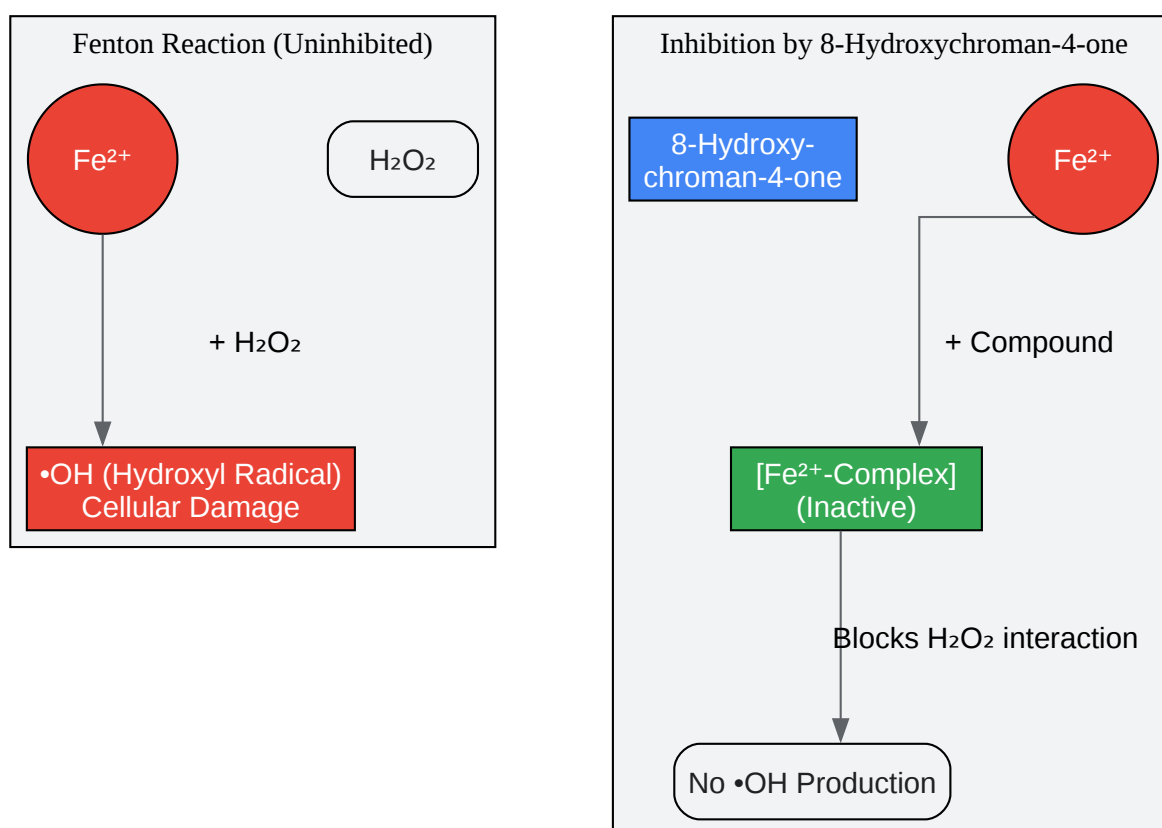 Fenton Reaction (Uninhibited)
Fe²⁺
H₂O₂
+ H₂O₂
•OH (Hydroxyl Radical)
Cellular Damage
Inhibition by 8-Hydroxychroman-4-one
8-Hydroxy-
chroman-4-one
Fe²⁺
+ Compound
[Fe²⁺-Complex]
(Inactive)
Blocks H₂O₂ interaction
No •OH Production